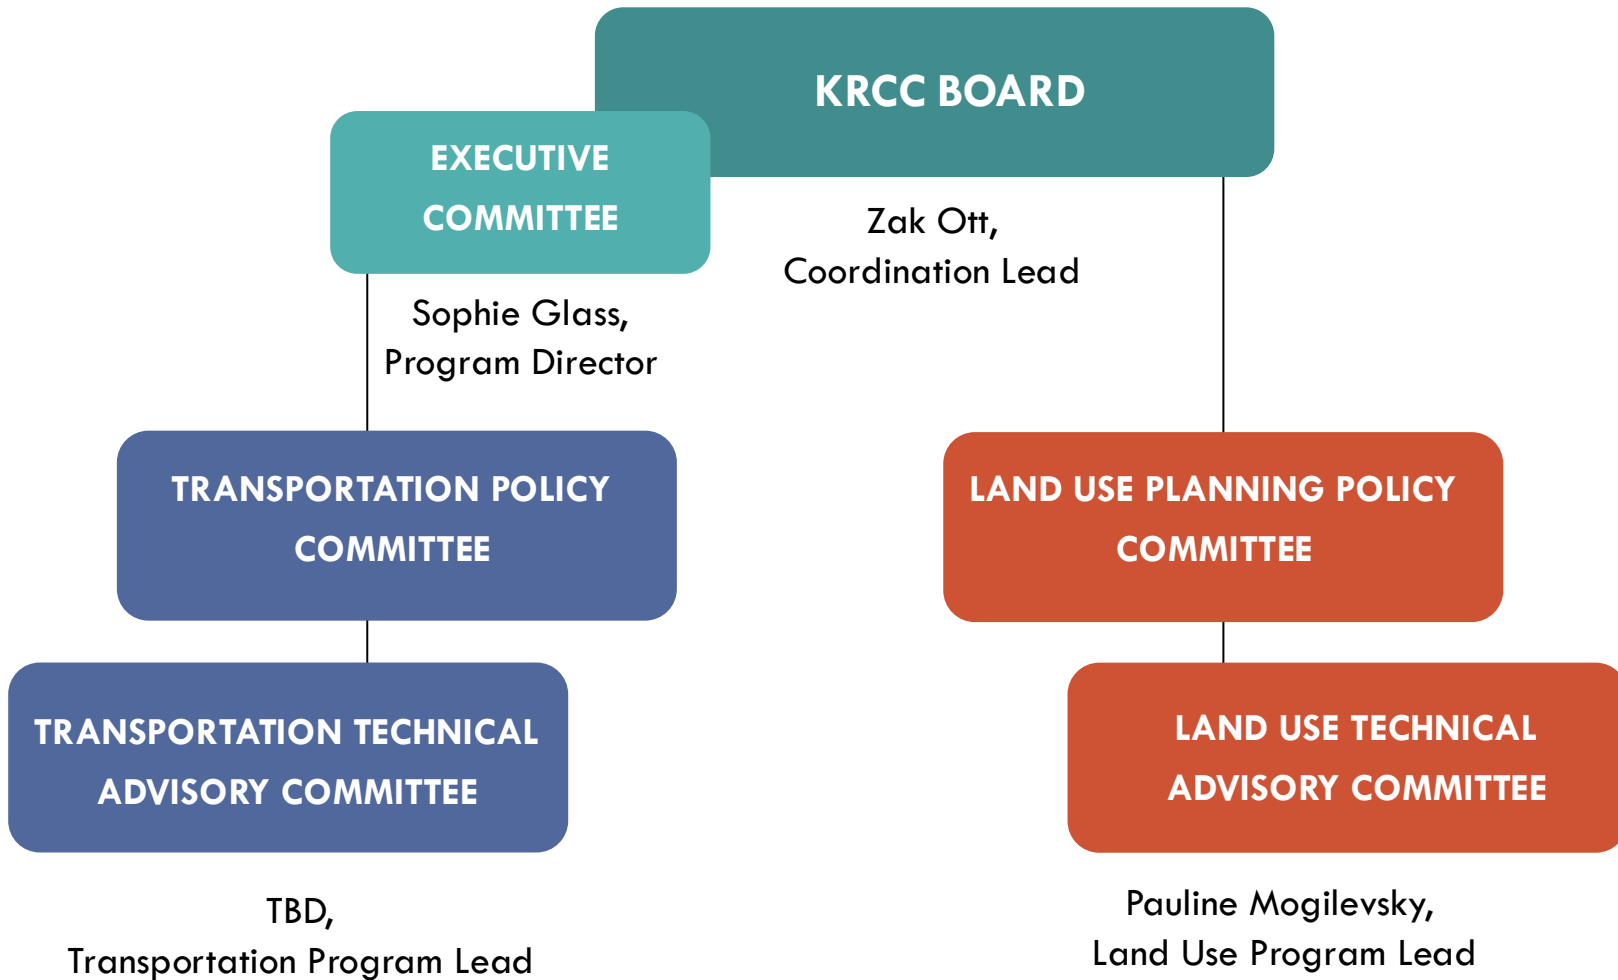 KRCC BOARD
EXECUTIVE
COMMITTEE
Zak Ott,
Coordination Lead
Sophie Glass,
Program Director
TRANSPORTATION POLICY
COMMITTEE
LAND USE PLANNING POLICY
COMMITTEE
TRANSPORTATION TECHNICAL
ADVISORY COMMITTEE
LAND USE TECHNICAL
ADVISORY COMMITTEE
TBD,
Transportation Program Lead
Pauline Mogilevsky,
Land Use Program Lead